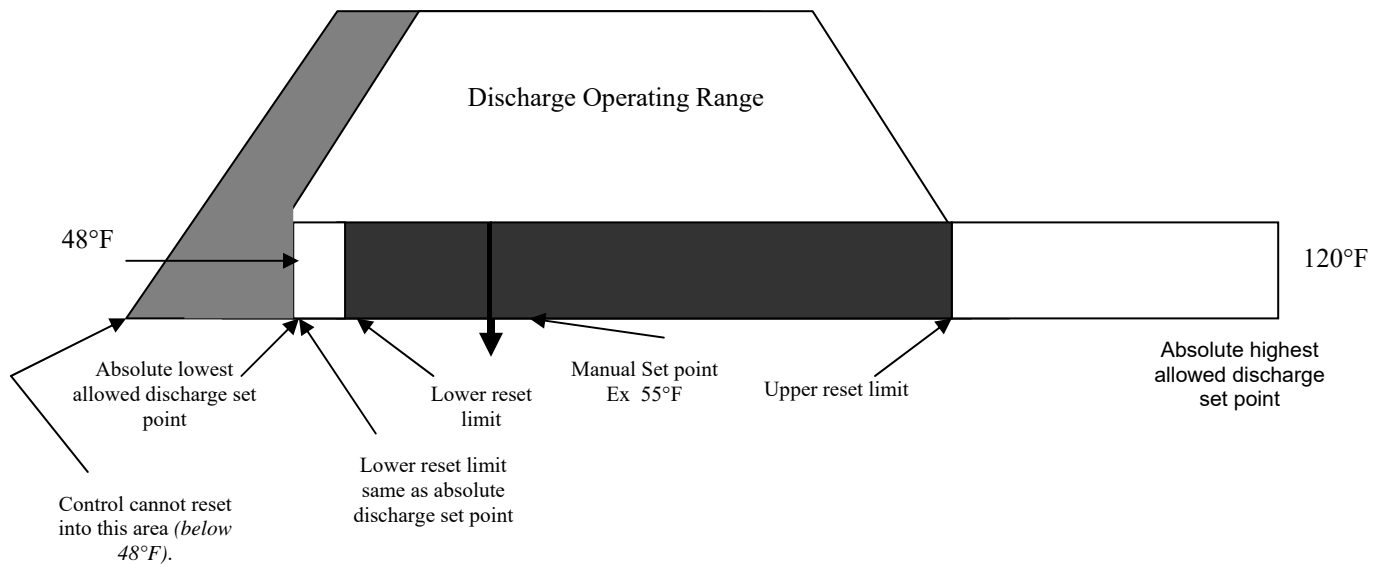 Discharge Operating Range
48°F
120°F
Absolute lowest
allowed discharge set
point
Lower reset
limit
Manual Set point
Ex  55°F
Upper reset limit
Absolute highest
allowed discharge
set point
Lower reset limit
same as absolute
discharge set point
Control cannot reset
into this area (below
48°F).